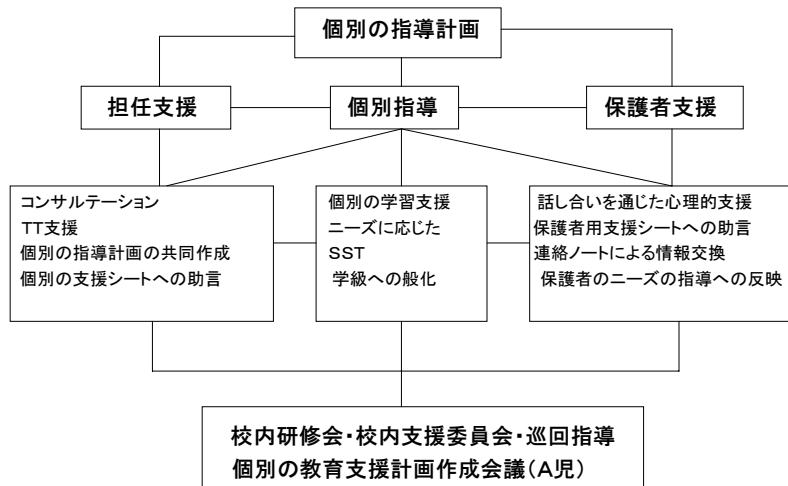 個別の指導計画
担任支援
個別指導
保護者支援
コンサルテーション
TT支援
個別の指導計画の共同作成
個別の支援シートへの助言
個別の学習支援
ニーズに応じた
SST
学級への般化
話し合いを通じた心理的支援
保護者用支援シートへの助言
連絡ノートによる情報交換
保護者のニーズの指導への反映
校内研修会・校内支援委員会・巡回指導
個別の教育支援計画作成会議(A児)